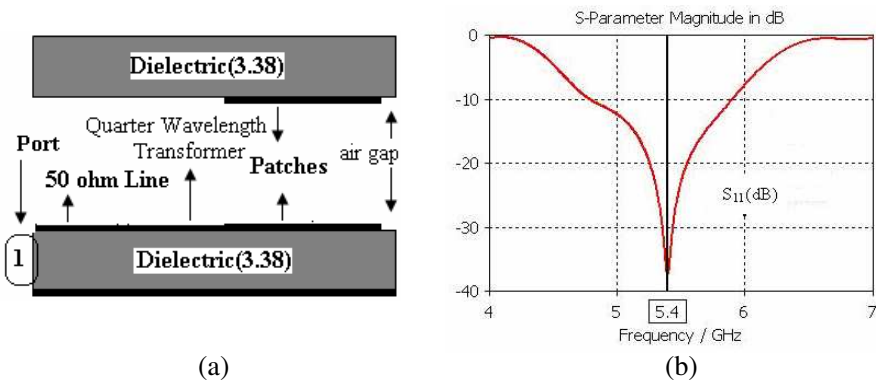 Dielectric(3.38)
Quarter Wavelength
Transformer
Port
Patches
air gap
50 ohm Line
1
Dielectric(3.38)
(a)
S-Parameter Magnitude in dB
0
-10
-20
-30
-40
S11(dB)
4
5
5.4
6
7
Frequency / GHz
(b)